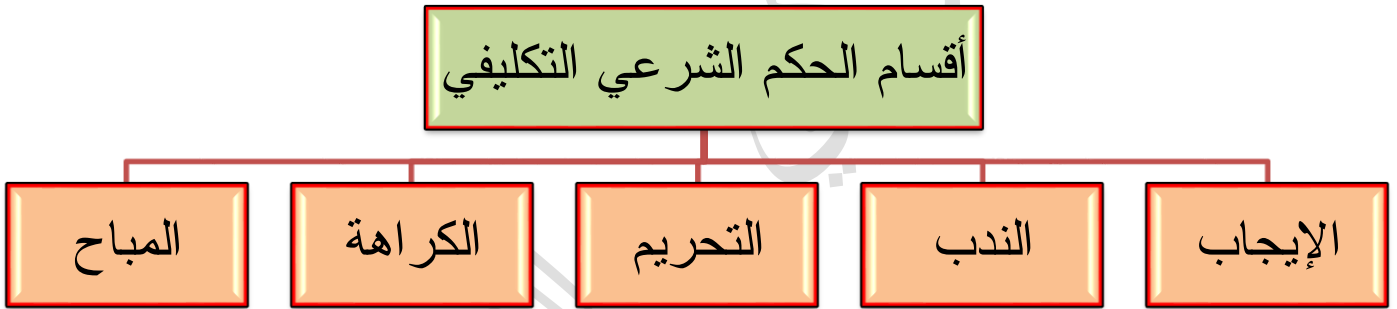 أقسام الحكم الشرعي التكليفي
الإيجاب
الندب
التحريم
الكراهة
المباح